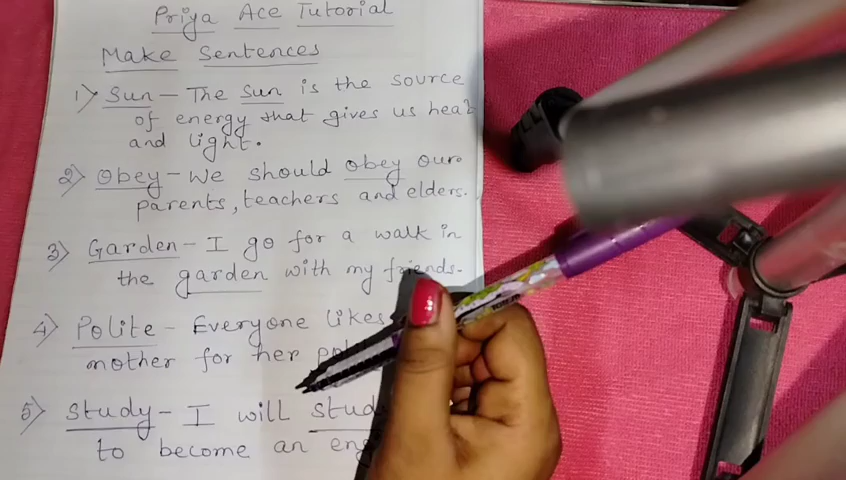 Priya Ace Tutorial
Make Sentences
1) Sun - The sun is the source
of energy that gives us heat
and light.
2) Obey - We should obey our
parents, teachers and elders.
3) Garden - I go for a walk in
the garden with my friends.
4) Polite - Everyone likes
mother for her
5) Study - I will
to become an